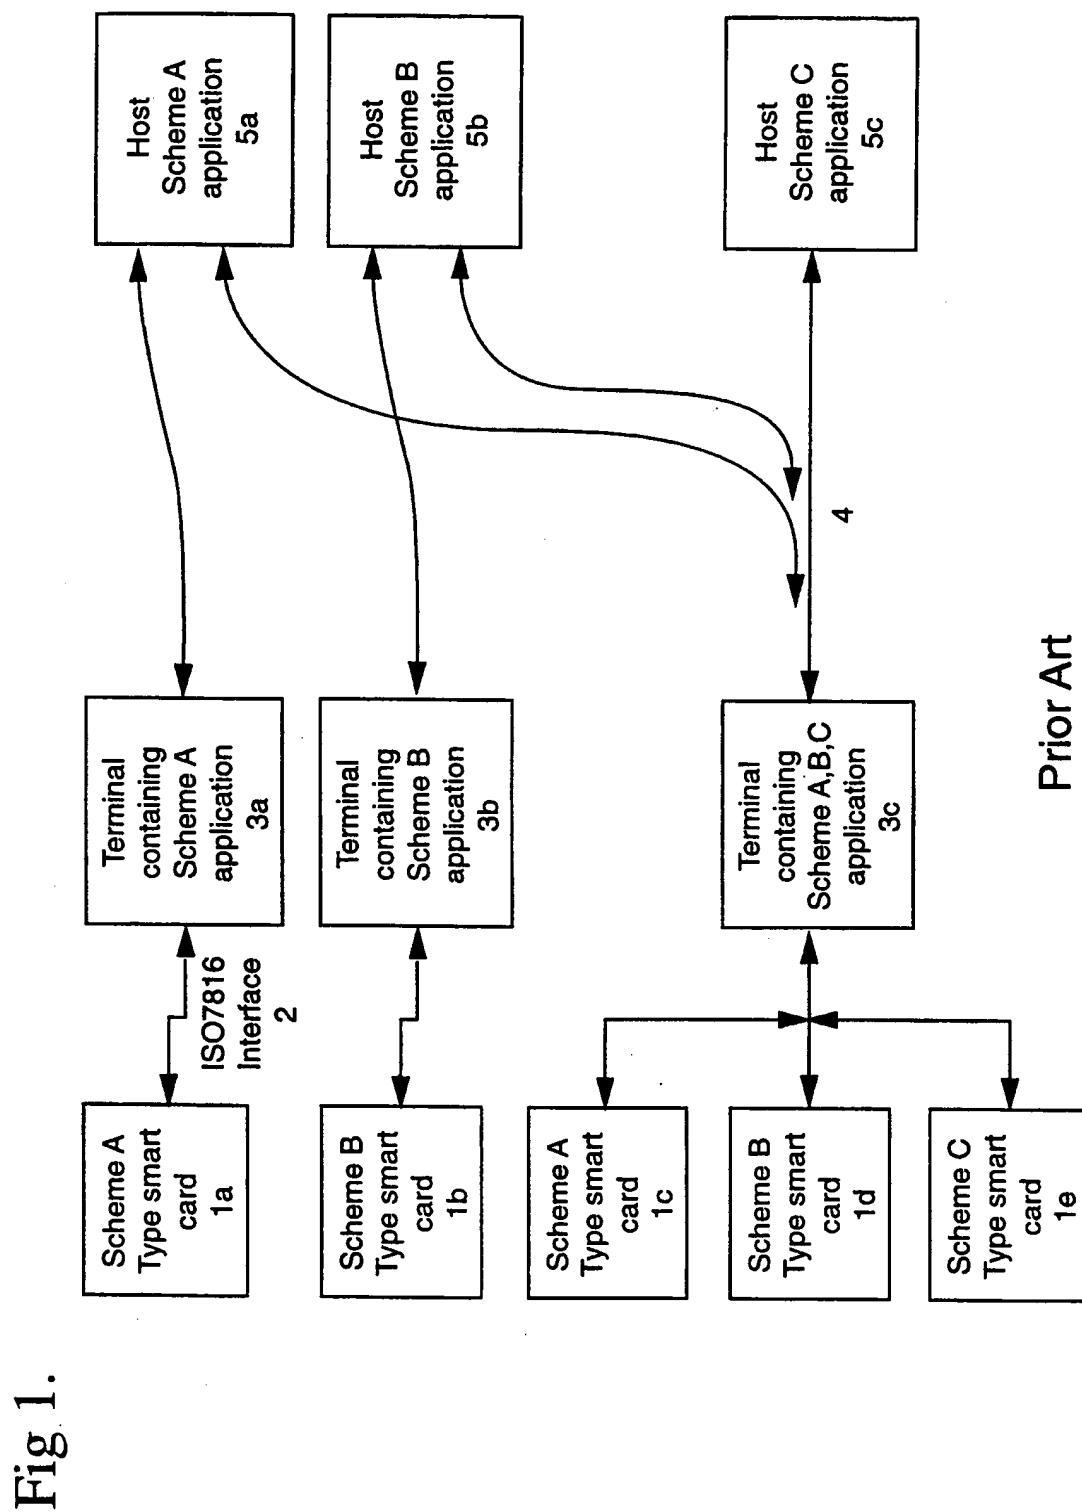 Fig 1.
Scheme A
Type smart
card
1a
ISO7816
Interface
2
Terminal
containing
Scheme A
application
3a
Host
Scheme A
application
5a
Scheme B
Type smart
card
1b
Terminal
containing
Scheme B
application
3b
Host
Scheme B
application
5b
Scheme A
Type smart
card
1c
Scheme B
Type smart
card
1d
Scheme C
Type smart
card
1e
Terminal
containing
Scheme A,B,C
application
3c
4
Host
Scheme C
application
5c
Prior Art